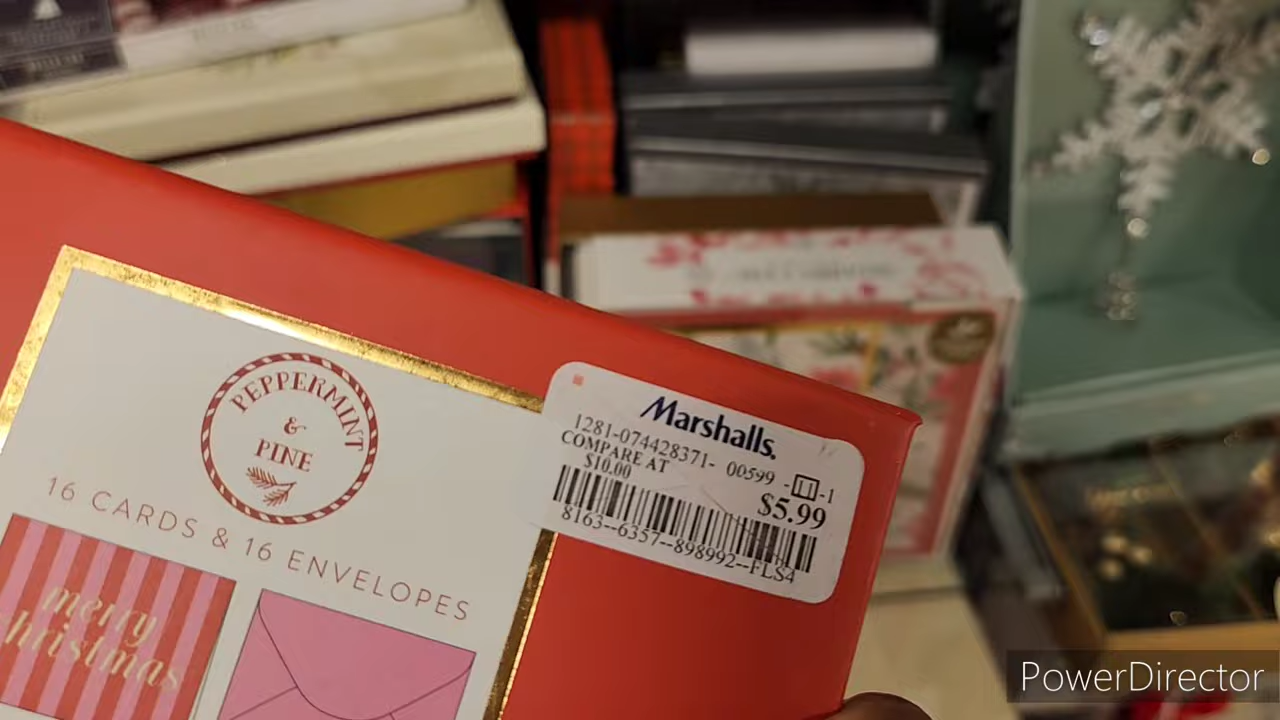 PEPPERMINT
&
PINE
16 CARDS & 16 ENVELOPES
merry
christmas
Marshalls.
1281-074428371- 00599 - -1
COMPARE AT
$10.00
$5.99
8163--6357--898992--FLS4
PowerDirector